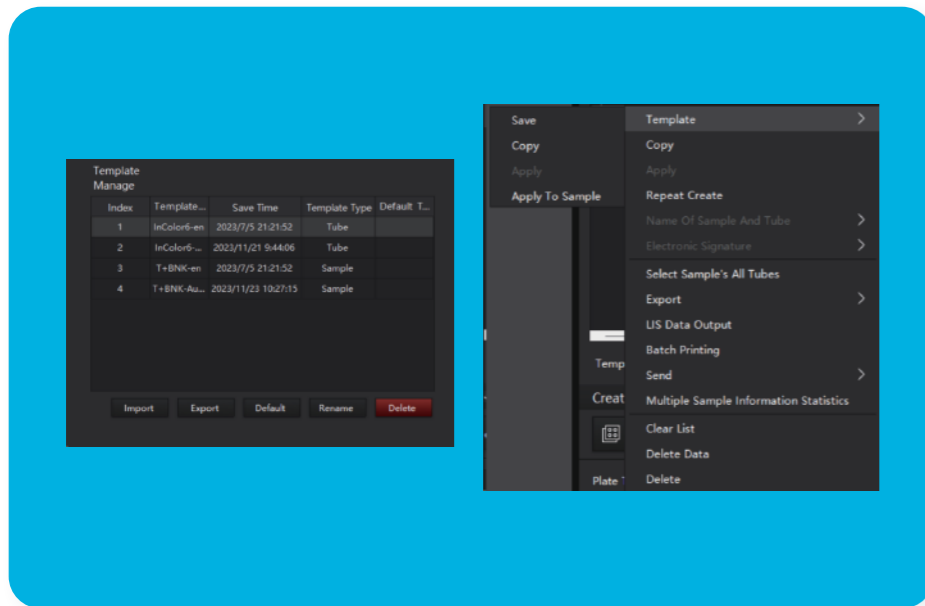 Template
Manage
Index Template... Save Time Template Type Default T...
1 InColor6-en 2023/7/5 21:21:52 Tube
2 InColor6-... 2023/11/21 9:44:06 Tube
3 T+BNK-en 2023/7/5 21:21:52 Sample
4 T+BNK-Au... 2023/11/23 10:27:15 Sample
Import Export Default Rename Delete
Save
Copy
Apply
Apply To Sample
Template
Copy
Apply
Repeat Create
Name Of Sample And Tube
Electronic Signature
Select Sample's All Tubes
Export
LIS Data Output
Batch Printing
Send
Multiple Sample Information Statistics
Clear List
Delete Data
Delete
Temp
Creat
Plate